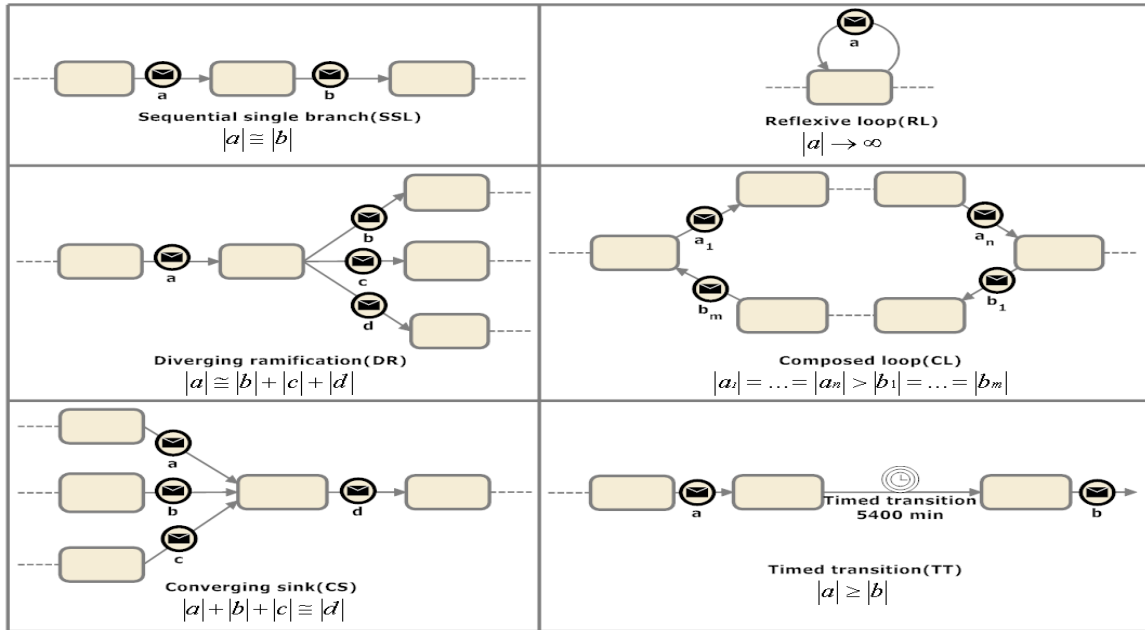 a
b
Sequential single branch(SSL)
|a| ≅ |b|
a
Reflexive loop(RL)
|a| → ∞
a
b
c
d
Diverging ramification(DR)
|a| ≅ |b| + |c| + |d|
a₁
aₙ
bₘ
b₁
Composed loop(CL)
|a₁| = ... = |aₙ| > |b₁| = ... = |bₘ|
a
b
c
d
Converging sink(CS)
|a| + |b| + |c| ≅ |d|
a
Timed transition
5400 min
b
Timed transition(TT)
|a| ≥ |b|